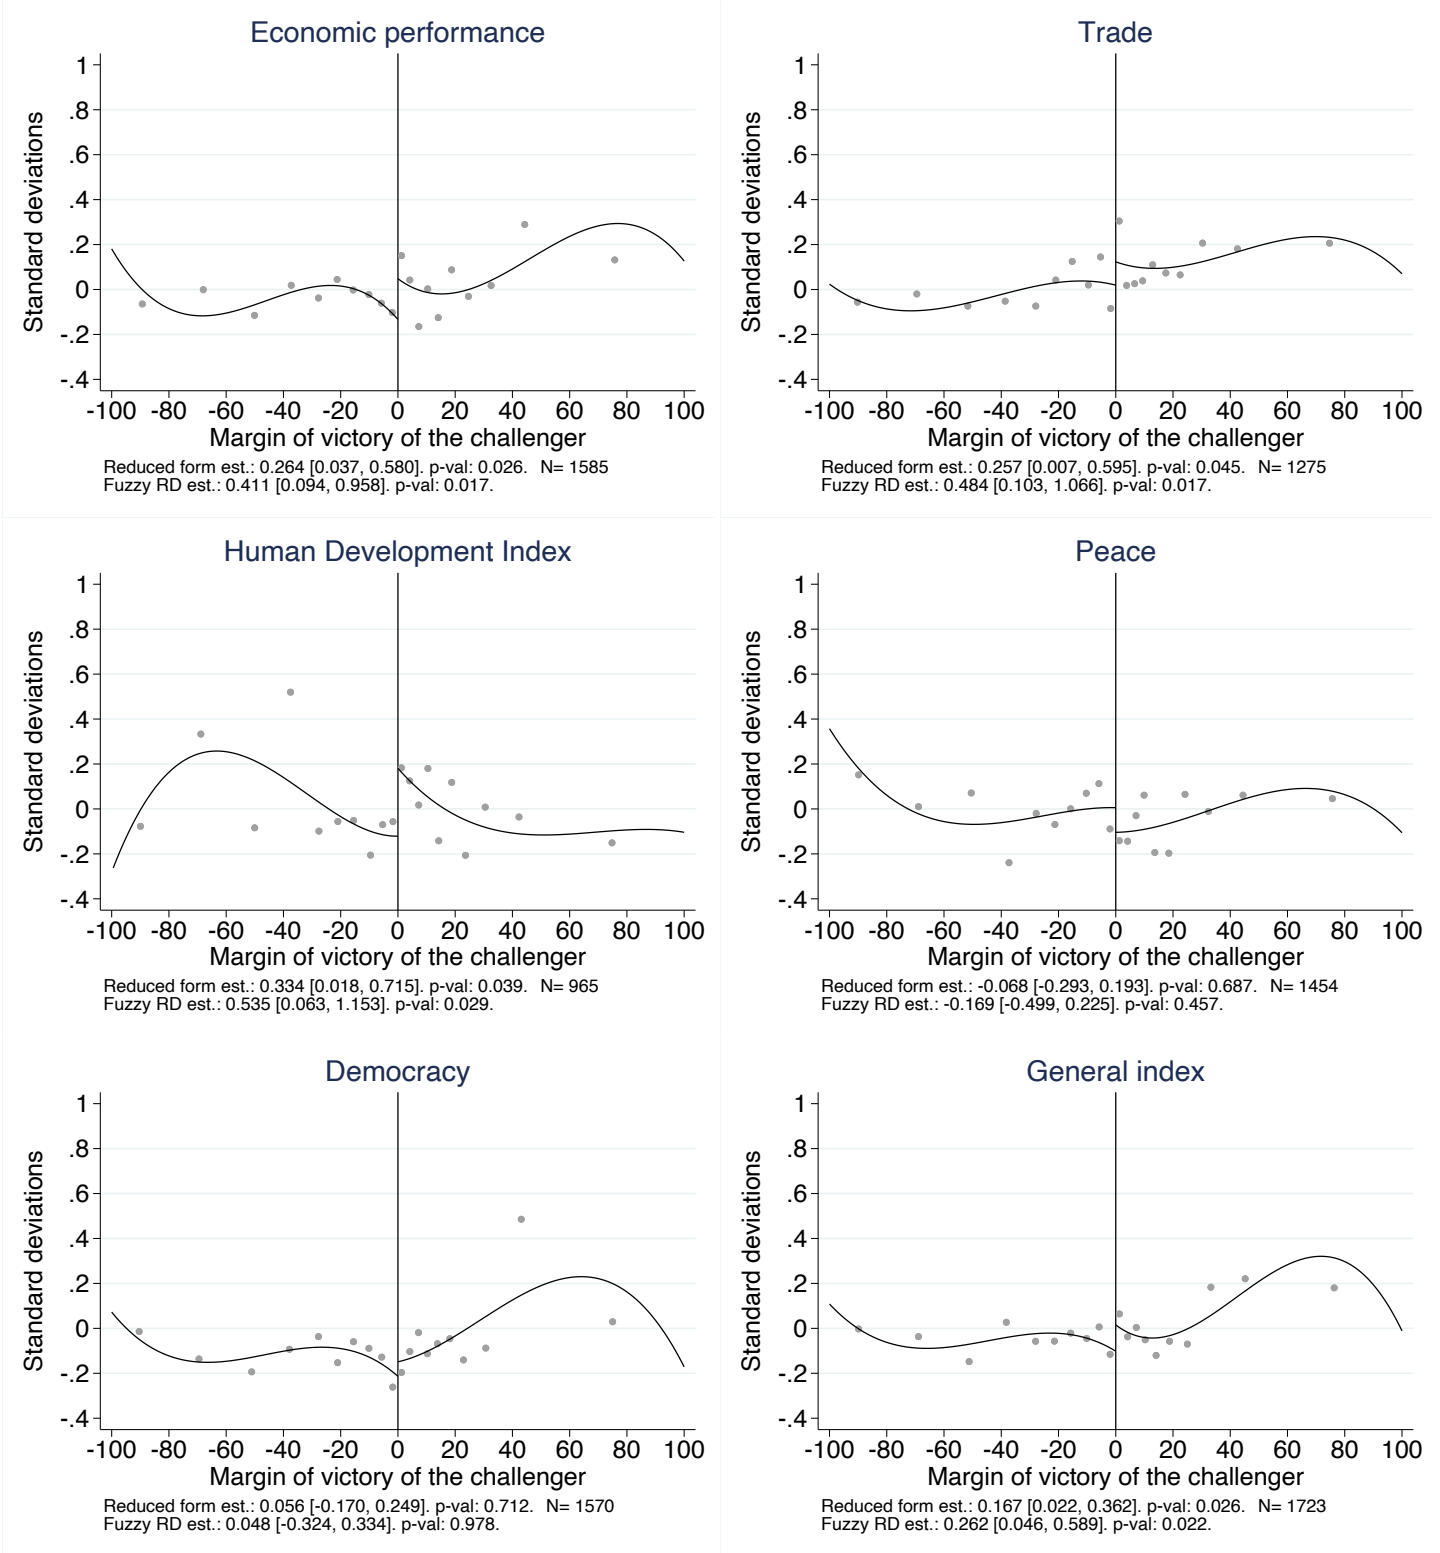 Economic performance
Standard deviations
1
.8
.6
.4
.2
0
-.2
-.4
-100 -80 -60 -40 -20 0 20 40 60 80 100
Margin of victory of the challenger
Reduced form est.: 0.264 [0.037, 0.580]. p-val: 0.026. N= 1585
Fuzzy RD est.: 0.411 [0.094, 0.958]. p-val: 0.017.
Trade
Standard deviations
1
.8
.6
.4
.2
0
-.2
-.4
-100 -80 -60 -40 -20 0 20 40 60 80 100
Margin of victory of the challenger
Reduced form est.: 0.257 [0.007, 0.595]. p-val: 0.045. N= 1275
Fuzzy RD est.: 0.484 [0.103, 1.066]. p-val: 0.017.
Human Development Index
Standard deviations
1
.8
.6
.4
.2
0
-.2
-.4
-100 -80 -60 -40 -20 0 20 40 60 80 100
Margin of victory of the challenger
Reduced form est.: 0.334 [0.018, 0.715]. p-val: 0.039. N= 965
Fuzzy RD est.: 0.535 [0.063, 1.153]. p-val: 0.029.
Peace
Standard deviations
1
.8
.6
.4
.2
0
-.2
-.4
-100 -80 -60 -40 -20 0 20 40 60 80 100
Margin of victory of the challenger
Reduced form est.: -0.068 [-0.293, 0.193]. p-val: 0.687. N= 1454
Fuzzy RD est.: -0.169 [-0.499, 0.225]. p-val: 0.457.
Democracy
Standard deviations
1
.8
.6
.4
.2
0
-.2
-.4
-100 -80 -60 -40 -20 0 20 40 60 80 100
Margin of victory of the challenger
Reduced form est.: 0.056 [-0.170, 0.249]. p-val: 0.712. N= 1570
Fuzzy RD est.: 0.048 [-0.324, 0.334]. p-val: 0.978.
General index
Standard deviations
1
.8
.6
.4
.2
0
-.2
-.4
-100 -80 -60 -40 -20 0 20 40 60 80 100
Margin of victory of the challenger
Reduced form est.: 0.167 [0.022, 0.362]. p-val: 0.026. N= 1723
Fuzzy RD est.: 0.262 [0.046, 0.589]. p-val: 0.022.